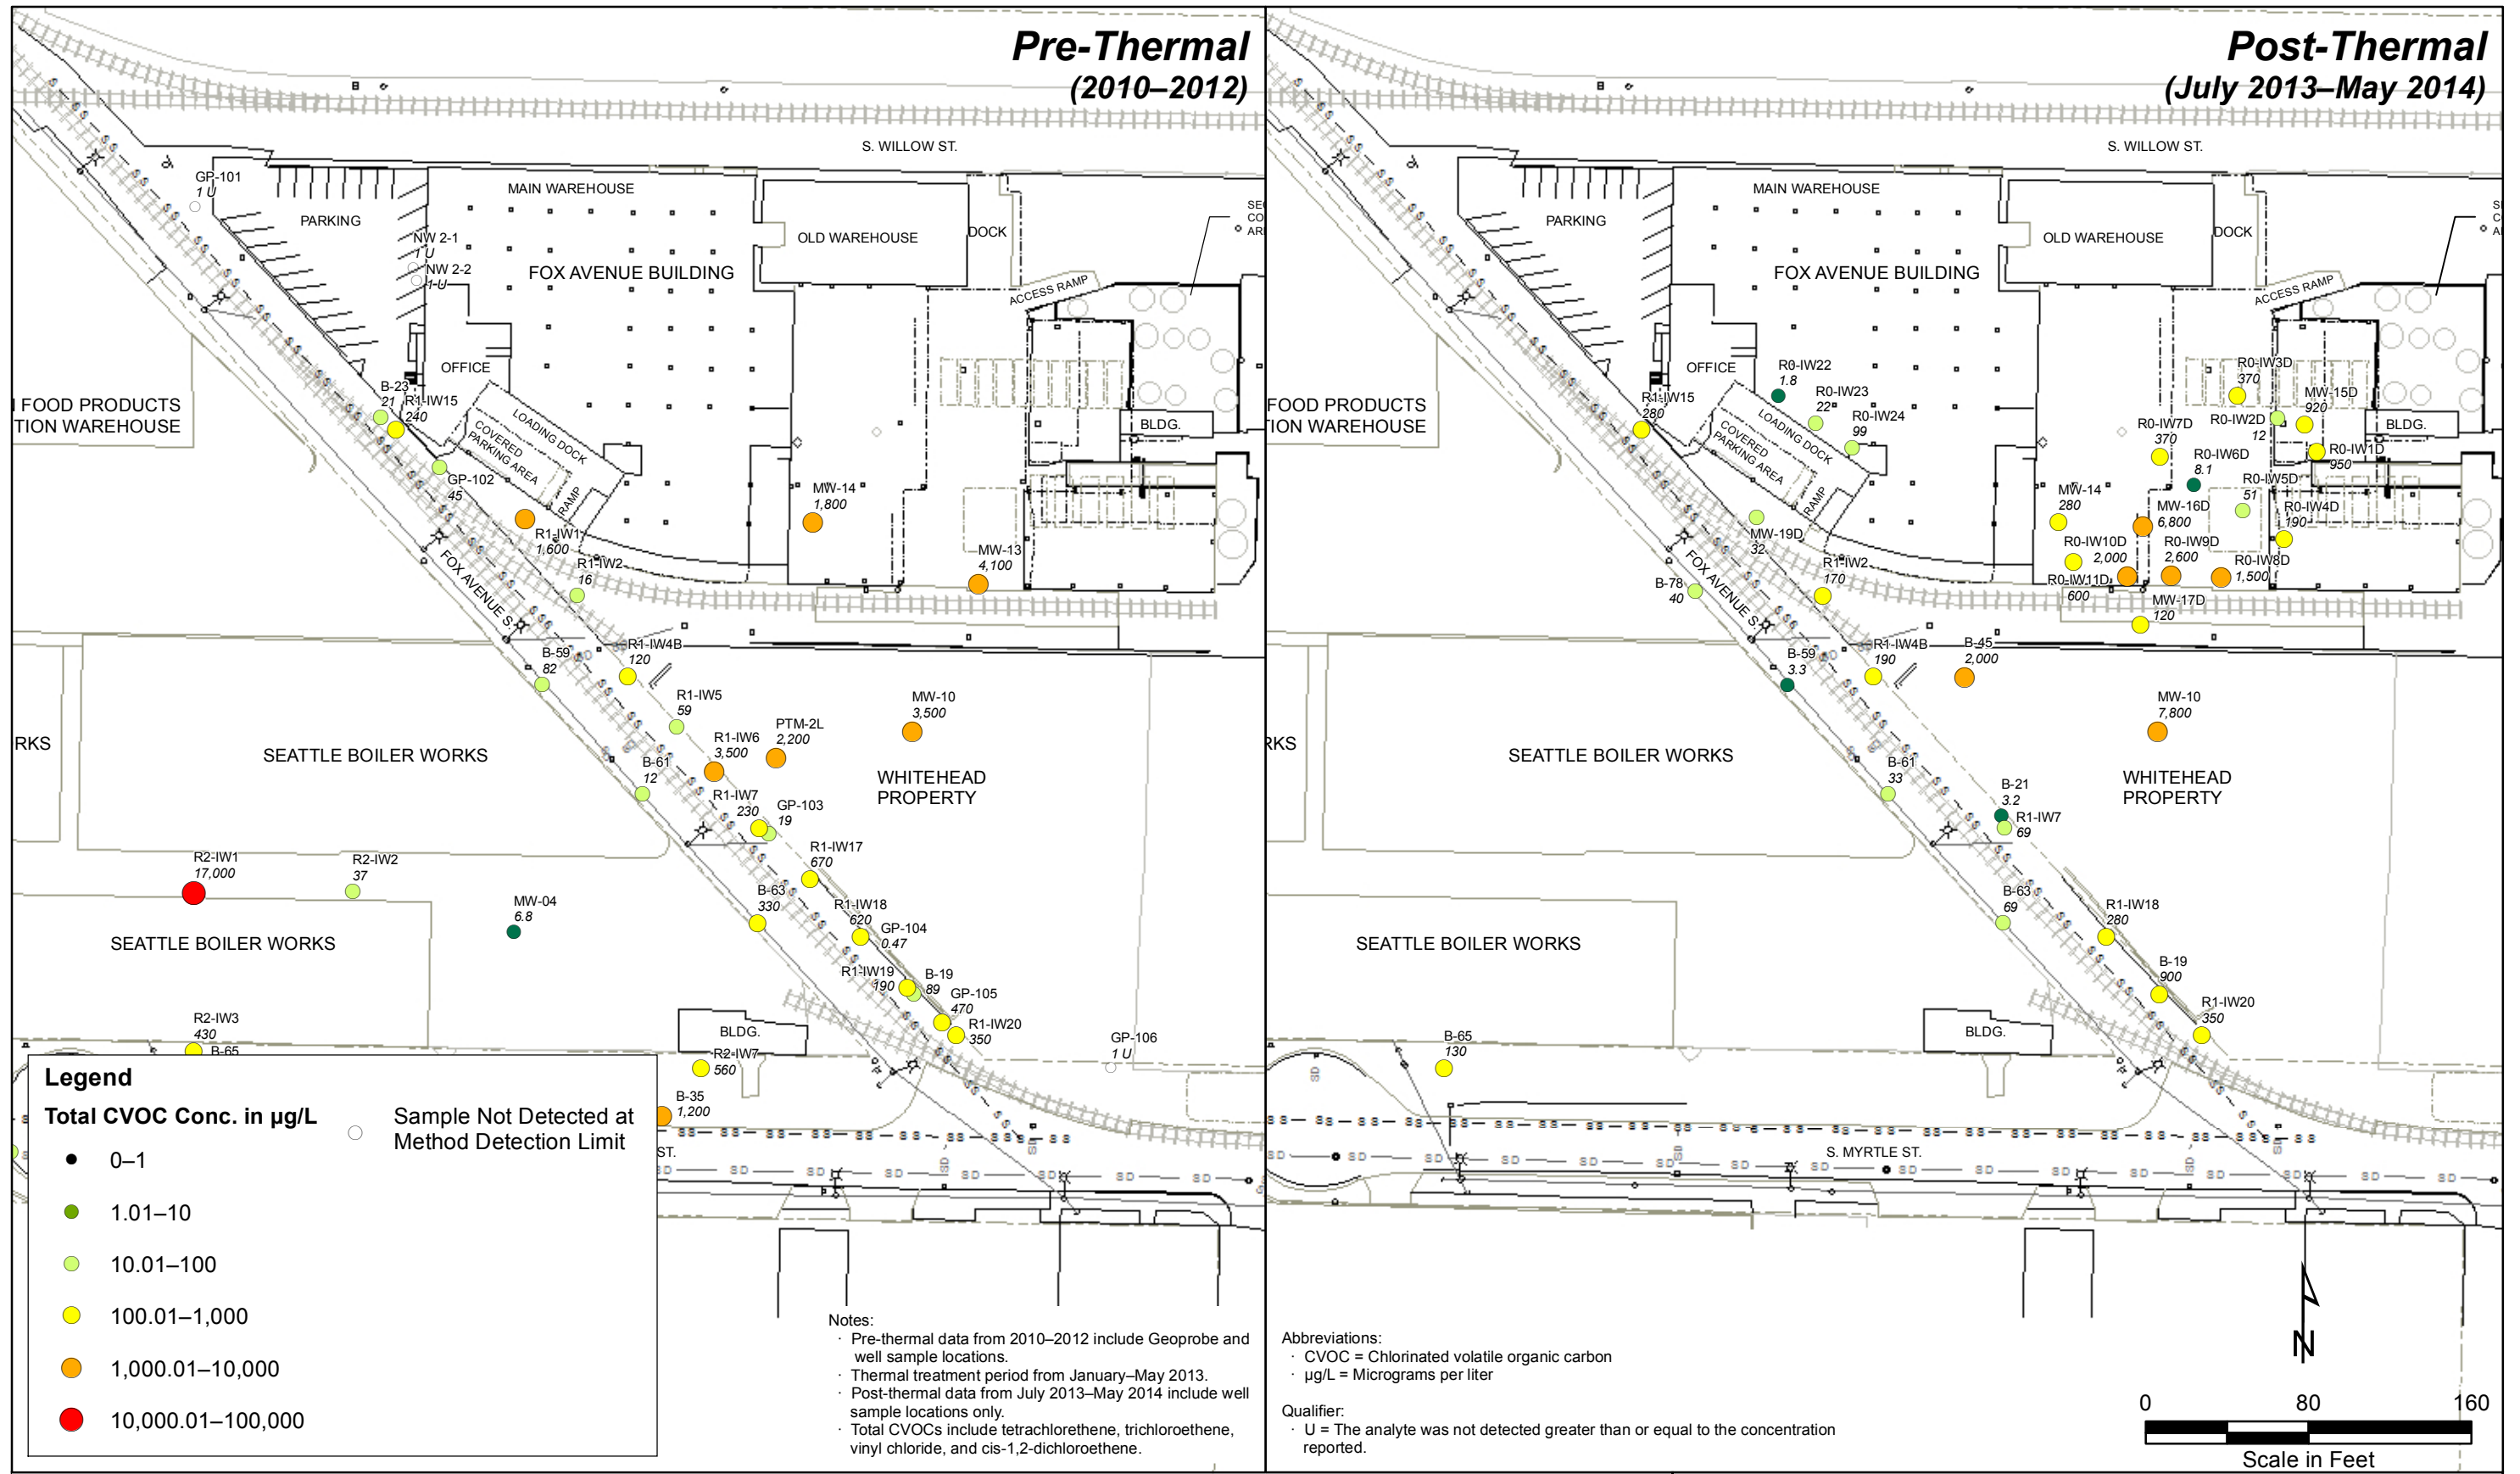 Pre-Thermal
(2010–2012)
S. WILLOW ST.
GP-101
1 U
PARKING
MAIN WAREHOUSE
OLD WAREHOUSE
DOCK
NW 2-1
1 U
NW 2-2
1 U
FOX AVENUE BUILDING
ACCESS RAMP
OFFICE
B-23
21
R1-IW15
240
LOADING DOCK
COVERED
PARKING AREA
RAMP
BLDG.
FOOD PRODUCTS
TION WAREHOUSE
GP-102
45
MW-14
1,800
R1-IW1
1,600
MW-13
4,100
R1-IW2
16
FOX AVENUE S.
B-59
82
R1-IW4B
120
R1-IW5
59
MW-10
3,500
R1-IW6
3,500
PTM-2L
2,200
RKS
SEATTLE BOILER WORKS
B-61
12
WHITEHEAD
PROPERTY
R1-IW7
230
GP-103
19
R1-IW17
670
R2-IW1
17,000
R2-IW2
37
B-63
330
MW-04
6.8
R1-IW18
620
GP-104
0.47
SEATTLE BOILER WORKS
R1-IW19
190
B-19
89
GP-105
470
R1-IW20
350
R2-IW3
430
B-65
BLDG.
GP-106
1 U
R2-IW7
560
B-35
1,200
ST.
Legend
Total CVOC Conc. in µg/L
Sample Not Detected at
Method Detection Limit
0–1
1.01–10
10.01–100
100.01–1,000
1,000.01–10,000
10,000.01–100,000
Notes:
· Pre-thermal data from 2010–2012 include Geoprobe and
well sample locations.
· Thermal treatment period from January–May 2013.
· Post-thermal data from July 2013–May 2014 include well
sample locations only.
· Total CVOCs include tetrachlorethene, trichloroethene,
vinyl chloride, and cis-1,2-dichloroethene.
Post-Thermal
(July 2013–May 2014)
S. WILLOW ST.
PARKING
MAIN WAREHOUSE
OLD WAREHOUSE
DOCK
FOX AVENUE BUILDING
ACCESS RAMP
OFFICE
R0-IW22
1.8
R0-IW23
22
R0-IW24
99
R1-IW15
280
LOADING DOCK
COVERED
PARKING AREA
RAMP
R0-IW3D
370
MW-15D
920
R0-IW2D
12
BLDG.
R0-IW7D
370
R0-IW1D
950
R0-IW6D
8.1
R0-IW5D
51
FOOD PRODUCTS
ION WAREHOUSE
MW-14
280
MW-16D
6,800
R0-IW4D
190
R0-IW10D
2,000
R0-IW9D
2,600
R0-IW8D
1,500
R0-IW11D
600
MW-17D
120
MW-19D
32
R1-IW2
170
B-78
40
FOX AVENUE S.
B-59
3.3
R1-IW4B
190
B-45
2,000
MW-10
7,800
RKS
SEATTLE BOILER WORKS
B-61
33
WHITEHEAD
PROPERTY
B-21
3.2
R1-IW7
69
B-63
69
R1-IW18
280
SEATTLE BOILER WORKS
B-19
900
R1-IW20
350
B-65
130
BLDG.
S. MYRTLE ST.
Abbreviations:
· CVOC = Chlorinated volatile organic carbon
· µg/L = Micrograms per liter
Qualifier:
· U = The analyte was not detected greater than or equal to the concentration
reported.
N
0 80 160
Scale in Feet